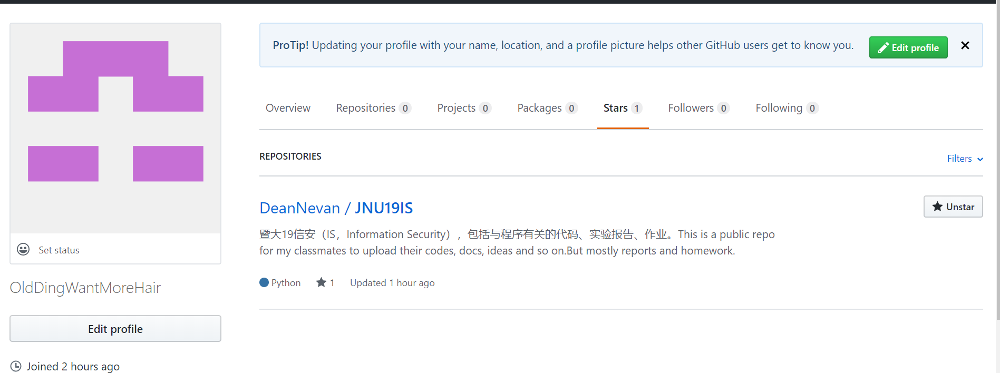 ProTip! Updating your profile with your name, location, and a profile picture helps other GitHub users get to know you.
Edit profile
Overview
Repositories 0
Projects 0
Packages 0
Stars 1
Followers 0
Following 0
REPOSITORIES
Filters
DeanNevan / JNU19IS
Unstar
暨大19信安（IS，Information Security），包括与程序有关的代码、实验报告、作业。This is a public repo
for my classmates to upload their codes, docs, ideas and so on.But mostly reports and homework.
Python
1
Updated 1 hour ago
Set status
OldDingWantMoreHair
Edit profile
Joined 2 hours ago